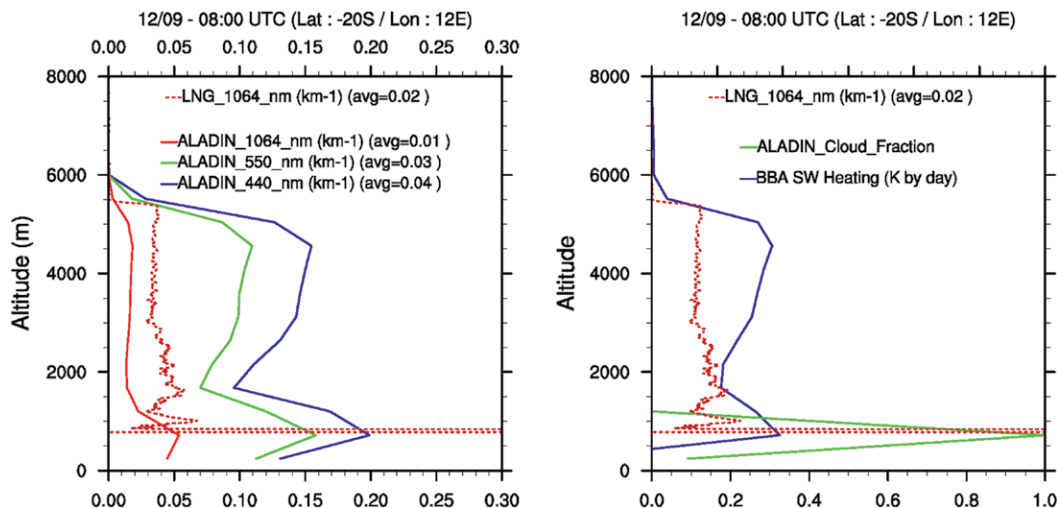 12/09 - 08:00 UTC (Lat : -20S / Lon : 12E)
0.00 0.05 0.10 0.15 0.20 0.25 0.30
8000
6000
4000
2000
0
Altitude (m)
LNG_1064_nm (km-1) (avg=0.02 )
ALADIN_1064_nm (km-1) (avg=0.01 )
ALADIN_550_nm (km-1) (avg=0.03 )
ALADIN_440_nm (km-1) (avg=0.04 )
0.00 0.05 0.10 0.15 0.20 0.25 0.30
12/09 - 08:00 UTC (Lat : -20S / Lon : 12E)
8000
6000
4000
2000
0
Altitude
LNG_1064_nm (km-1) (avg=0.02 )
ALADIN_Cloud_Fraction
BBA SW Heating (K by day)
0.0 0.2 0.4 0.6 0.8 1.0